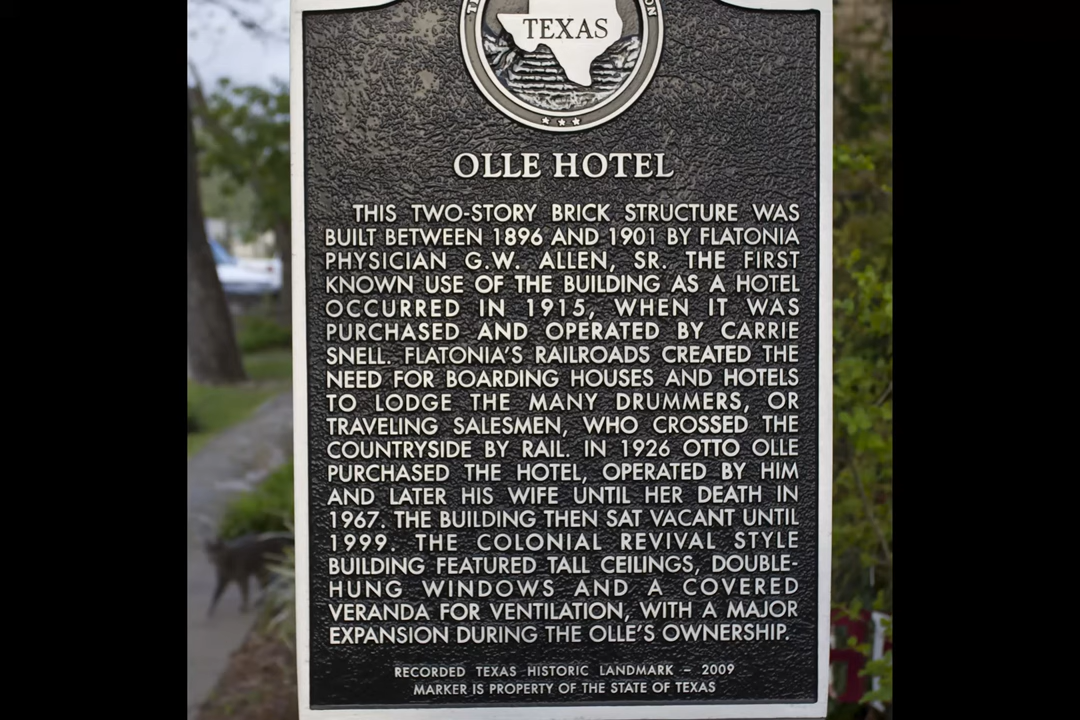 TEXAS
OLLE HOTEL
THIS TWO-STORY BRICK STRUCTURE WAS
BUILT BETWEEN 1896 AND 1901 BY FLATONIA
PHYSICIAN G.W. ALLEN, SR. THE FIRST
KNOWN USE OF THE BUILDING AS A HOTEL
OCCURRED IN 1915, WHEN IT WAS
PURCHASED AND OPERATED BY CARRIE
SNELL. FLATONIA'S RAILROADS CREATED THE
NEED FOR BOARDING HOUSES AND HOTELS
TO LODGE THE MANY DRUMMERS, OR
TRAVELING SALESMEN, WHO CROSSED THE
COUNTRYSIDE BY RAIL. IN 1926 OTTO OLLE
PURCHASED THE HOTEL, OPERATED BY HIM
AND LATER HIS WIFE UNTIL HER DEATH IN
1967. THE BUILDING THEN SAT VACANT UNTIL
1999. THE COLONIAL REVIVAL STYLE
BUILDING FEATURED TALL CEILINGS, DOUBLE-
HUNG WINDOWS AND A COVERED
VERANDA FOR VENTILATION, WITH A MAJOR
EXPANSION DURING THE OLLE'S OWNERSHIP.
RECORDED TEXAS HISTORIC LANDMARK – 2009
MARKER IS PROPERTY OF THE STATE OF TEXAS